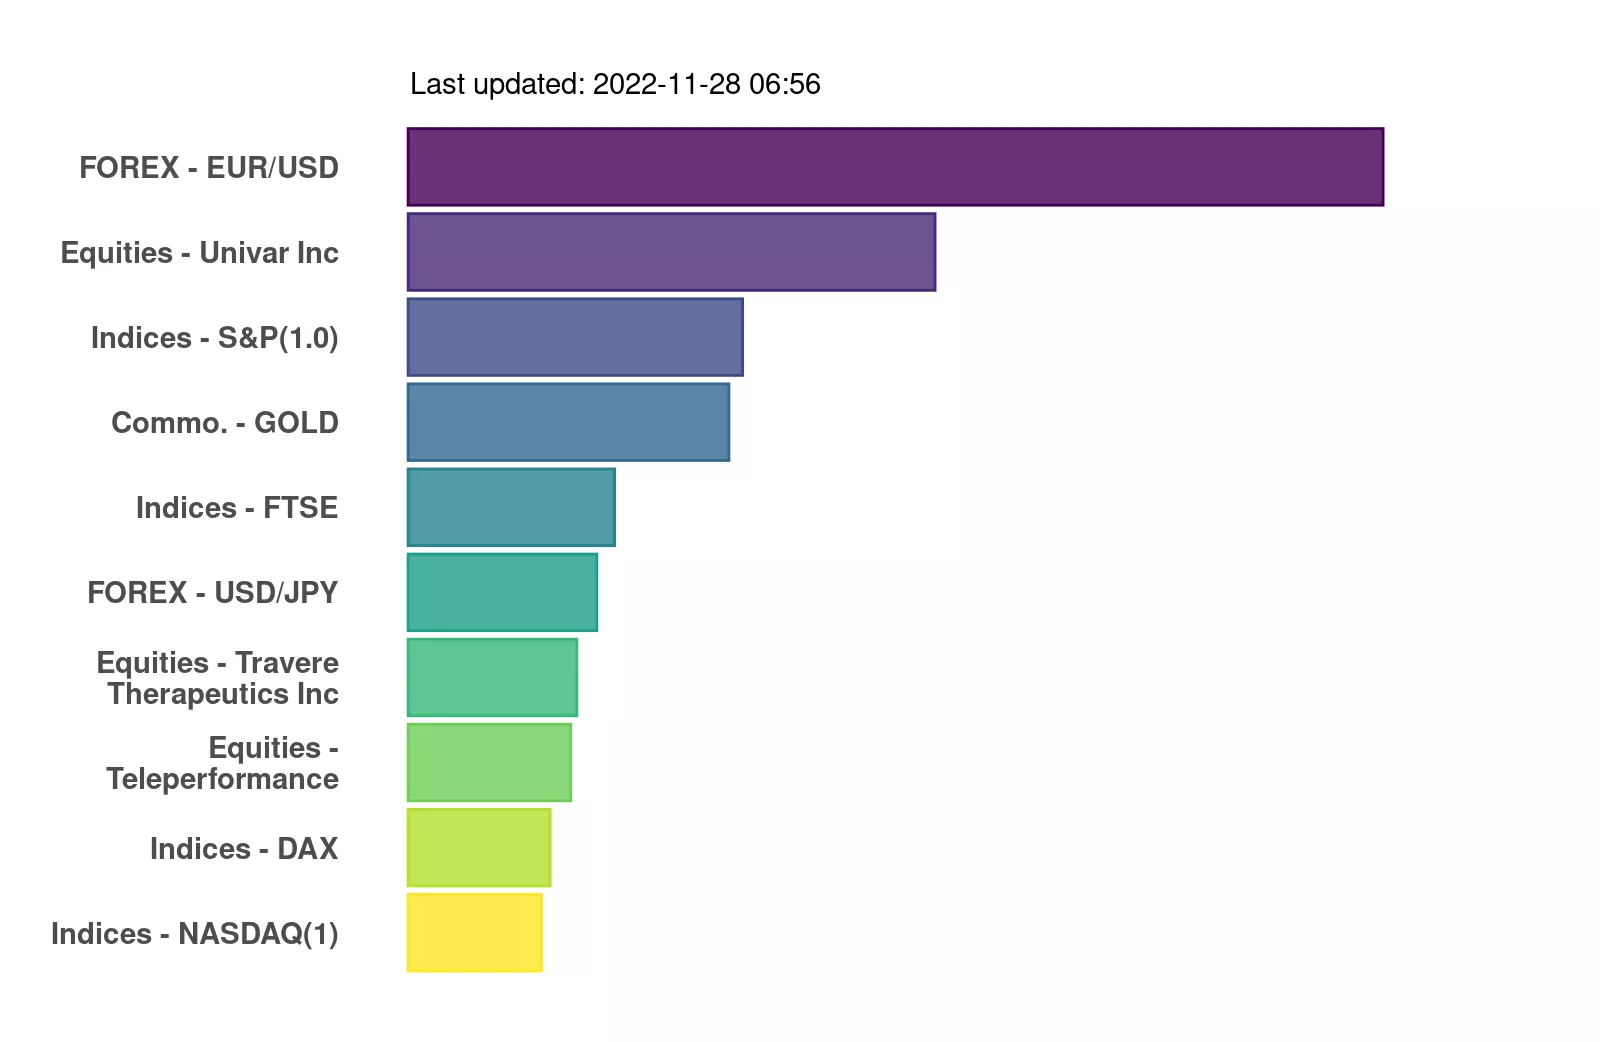 Last updated: 2022-11-28 06:56
FOREX - EUR/USD
Equities - Univar Inc
Indices - S&P(1.0)
Commo. - GOLD
Indices - FTSE
FOREX - USD/JPY
Equities - Travere
Therapeutics Inc
Equities -
Teleperformance
Indices - DAX
Indices - NASDAQ(1)